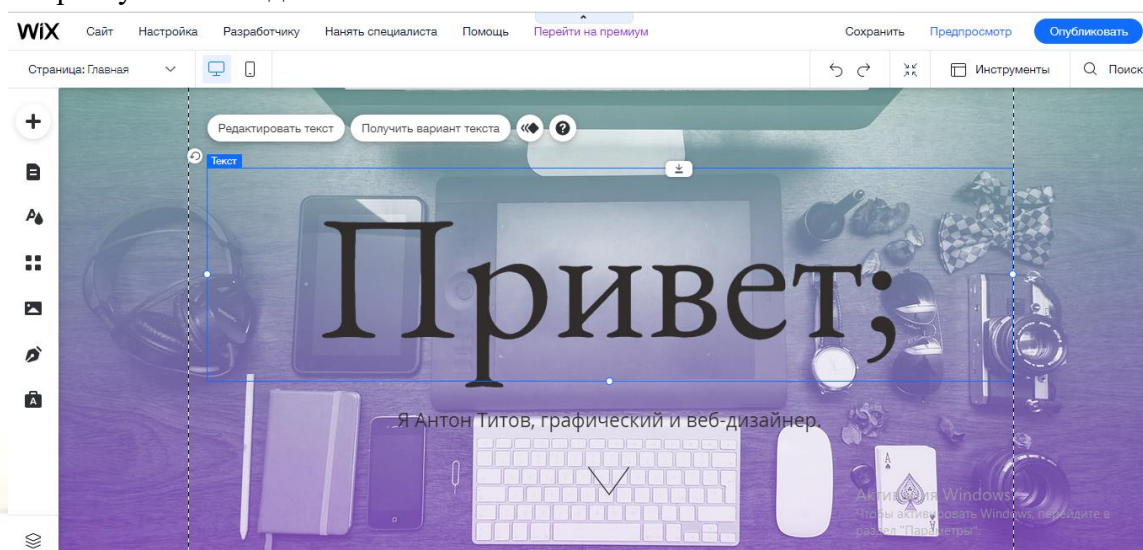 WiX Сайт Настройка Разработчику Нанять специалиста Помощь Перейти на премиум Сохранить Предпросмотр Опубликовать
Страница: Главная Инструменты Поиск
Редактировать текст Получить вариант текста
Текст
Привет;
Я Антон Титов, графический и веб-дизайнер.
A
Активация Windows
Чтобы активировать Windows, перейдите в
раздел "Параметры".